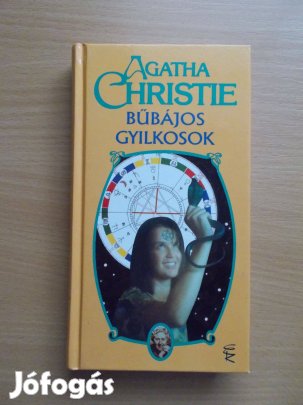 AGATHA
CHRISTIE
BŰBÁJOS
GYILKOSOK
Jófogás